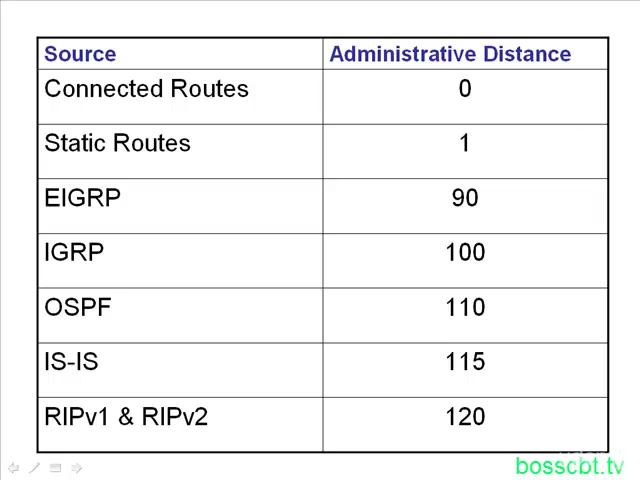 Source Administrative Distance
Connected Routes 0
Static Routes 1
EIGRP 90
IGRP 100
OSPF 110
IS-IS 115
RIPv1 & RIPv2 120
bosscbt.tv